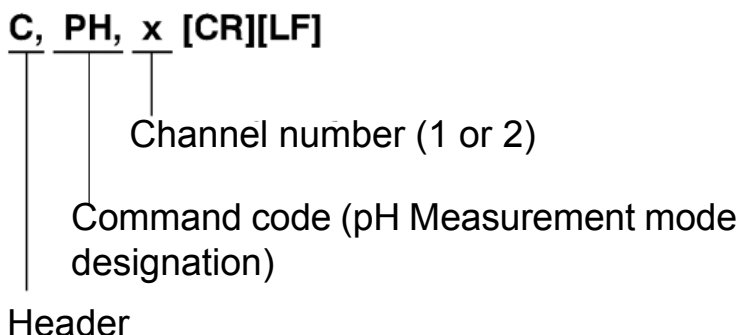 C, PH, x [CR][LF]
Channel number (1 or 2)
Command code (pH Measurement mode
designation)
Header